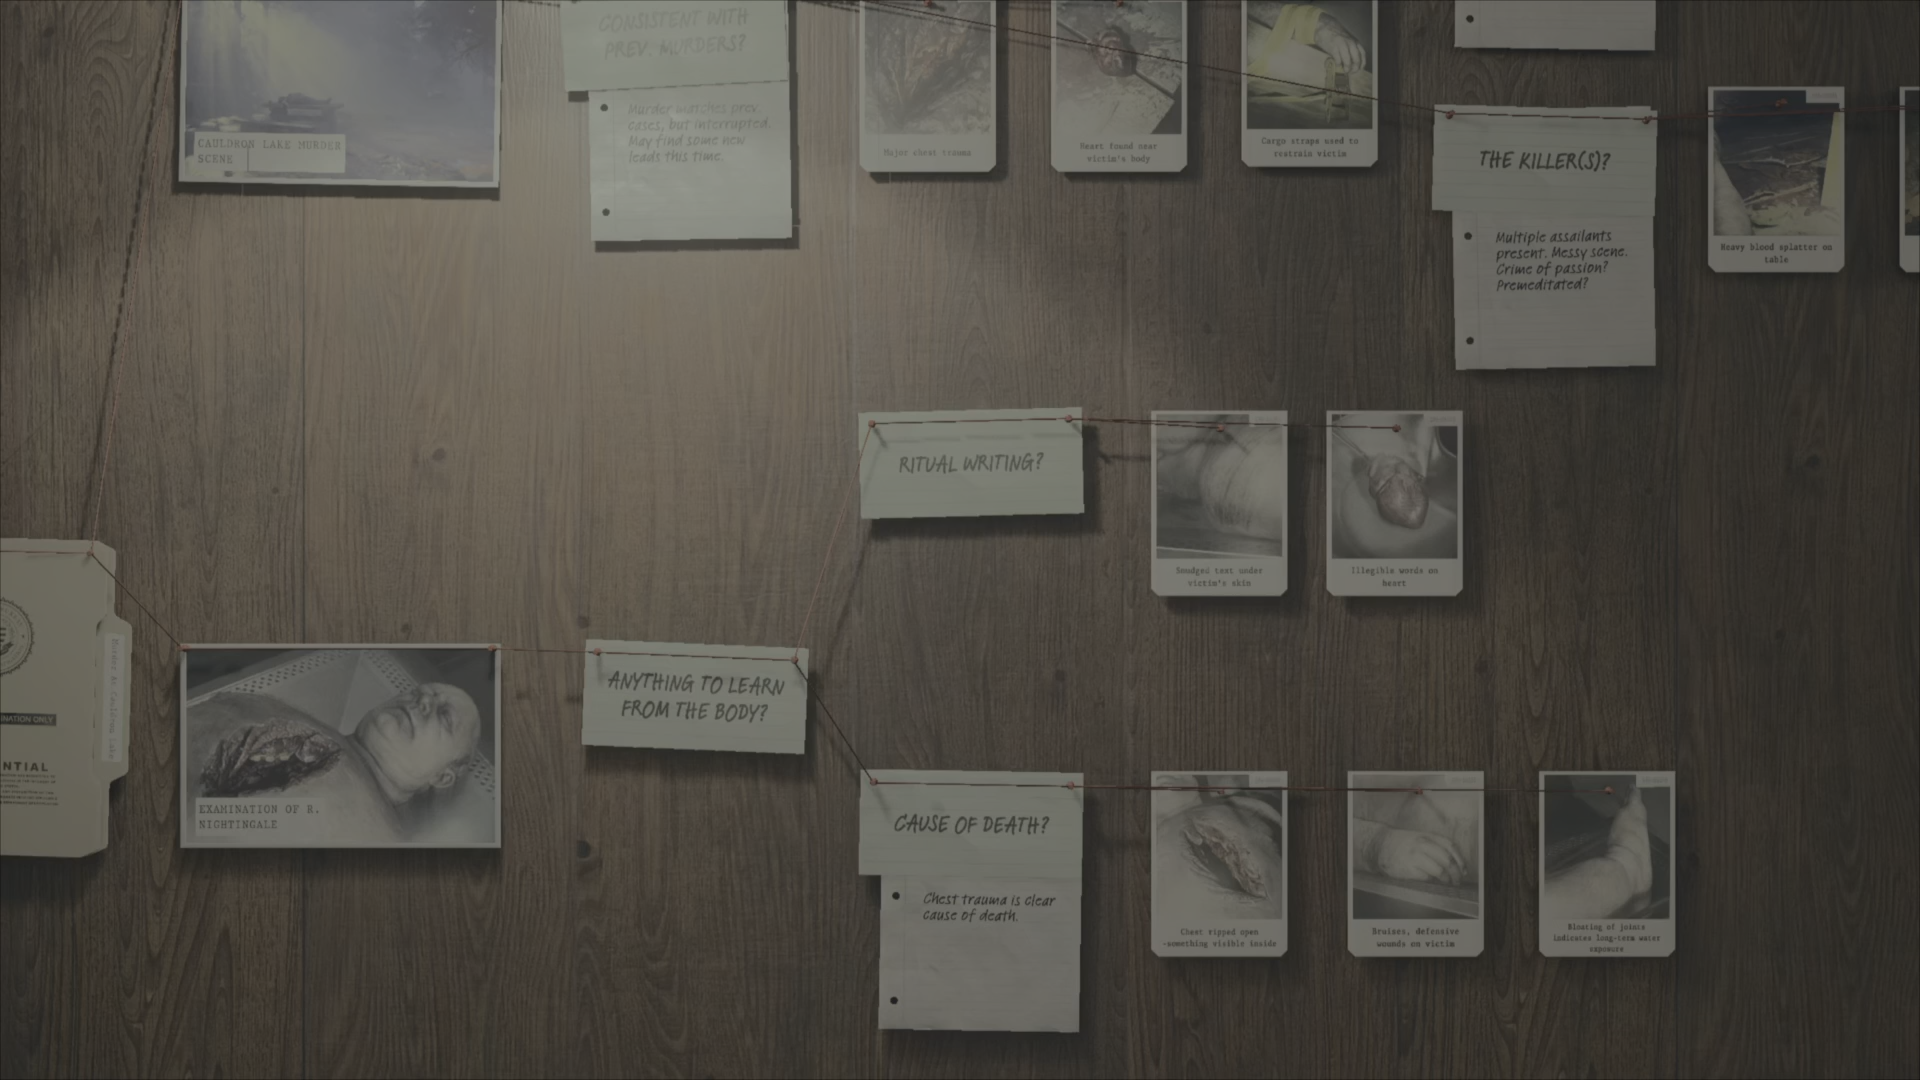 CONSISTENT WITH
PREV. MURDERS?
Murder matches prev.
cases, but interrupted.
May find some new
leads this time.
CAULDRON LAKE MURDER
SCENE
Major chest trauma
Heart found near
victim's body
Cargo straps used to
restrain victim
THE KILLER(S)?
Multiple assailants
present. Messy scene.
Crime of passion?
Premeditated?
Heavy blood splatter on
table
RITUAL WRITING?
Smudged text under
victim's skin
Illegible words on
heart
INATION ONLY
NTIAL
EXAMINATION OF R.
NIGHTINGALE
ANYTHING TO LEARN
FROM THE BODY?
CAUSE OF DEATH?
Chest trauma is clear
cause of death.
Chest ripped open
-something visible inside
Bruises, defensive
wounds on victim
Bloating of joints
indicates long-term water
exposure